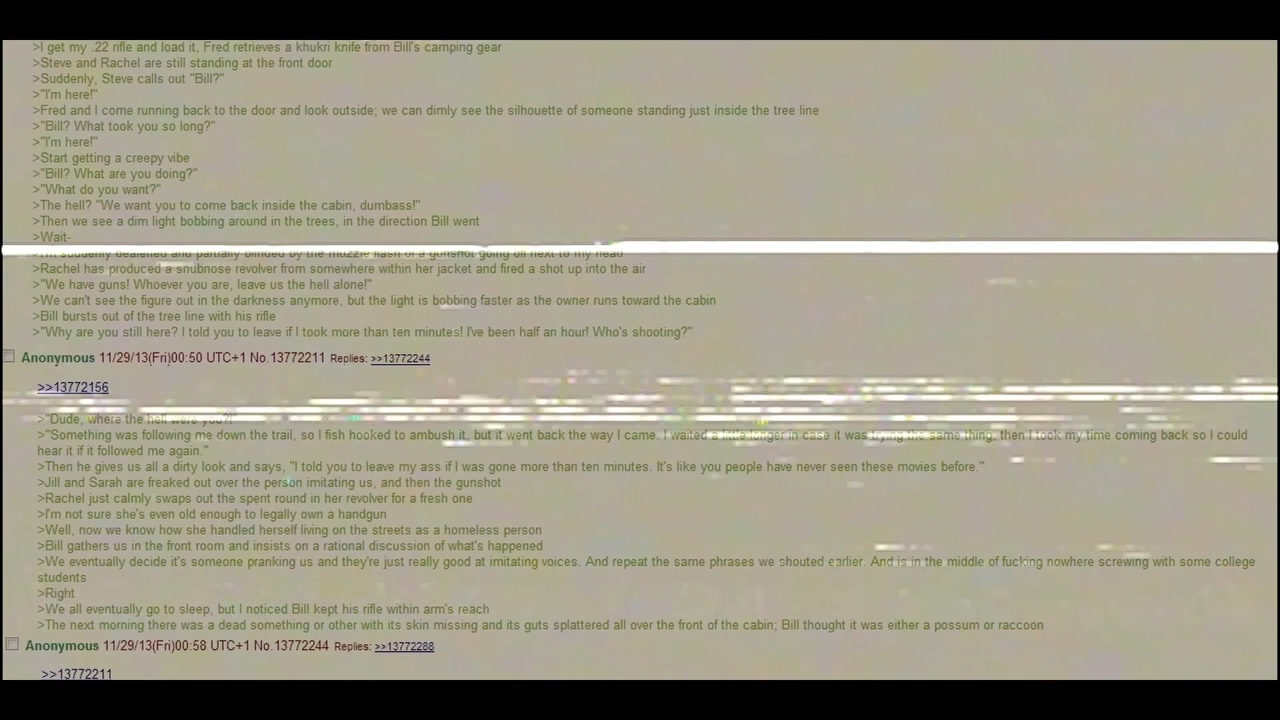 >I get my .22 rifle and load it, Fred retrieves a khukri knife from Bill's camping gear
>Steve and Rachel are still standing at the front door
>Suddenly, Steve calls out "Bill?"
>"I'm here!"
>Fred and I come running back to the door and look outside; we can dimly see the silhouette of someone standing just inside the tree line
>"Bill? What took you so long?"
>"I'm here!"
>Start getting a creepy vibe
>"Bill? What are you doing?"
>"What do you want?"
>The hell? "We want you to come back inside the cabin, dumbass!"
>Then we see a dim light bobbing around in the trees, in the direction Bill went
>Wait-
>I'm suddenly deafened and partially blinded by the muzzle flash of a gunshot going off next to my head
>Rachel has produced a snubnose revolver from somewhere within her jacket and fired a shot up into the air
>"We have guns! Whoever you are, leave us the hell alone!"
>We can't see the figure out in the darkness anymore, but the light is bobbing faster as the owner runs toward the cabin
>Bill bursts out of the tree line with his rifle
>"Why are you still here? I told you to leave if I took more than ten minutes! I've been half an hour! Who's shooting?"
Anonymous 11/29/13(Fri)00:50 UTC+1 No.13772211 Replies: >>13772244
>>13772156
>"Dude, where the hell were you?!"
>"Something was following me down the trail, so I fish hooked to ambush it, but it went back the way I came. I waited a little longer in case it was trying the same thing, then I took my time coming back so I could
hear it if it followed me again."
>Then he gives us all a dirty look and says, "I told you to leave my ass if I was gone more than ten minutes. It's like you people have never seen these movies before."
>Jill and Sarah are freaked out over the person imitating us, and then the gunshot
>Rachel just calmly swaps out the spent round in her revolver for a fresh one
>I'm not sure she's even old enough to legally own a handgun
>Well, now we know how she handled herself living on the streets as a homeless person
>Bill gathers us in the front room and insists on a rational discussion of what's happened
>We eventually decide it's someone pranking us and they're just really good at imitating voices. And repeat the same phrases we shouted earlier. And is in the middle of fucking nowhere screwing with some college
students
>Right
>We all eventually go to sleep, but I noticed Bill kept his rifle within arm's reach
>The next morning there was a dead something or other with its skin missing and its guts splattered all over the front of the cabin; Bill thought it was either a possum or raccoon
Anonymous 11/29/13(Fri)00:58 UTC+1 No.13772244 Replies: >>13772288
>>13772211